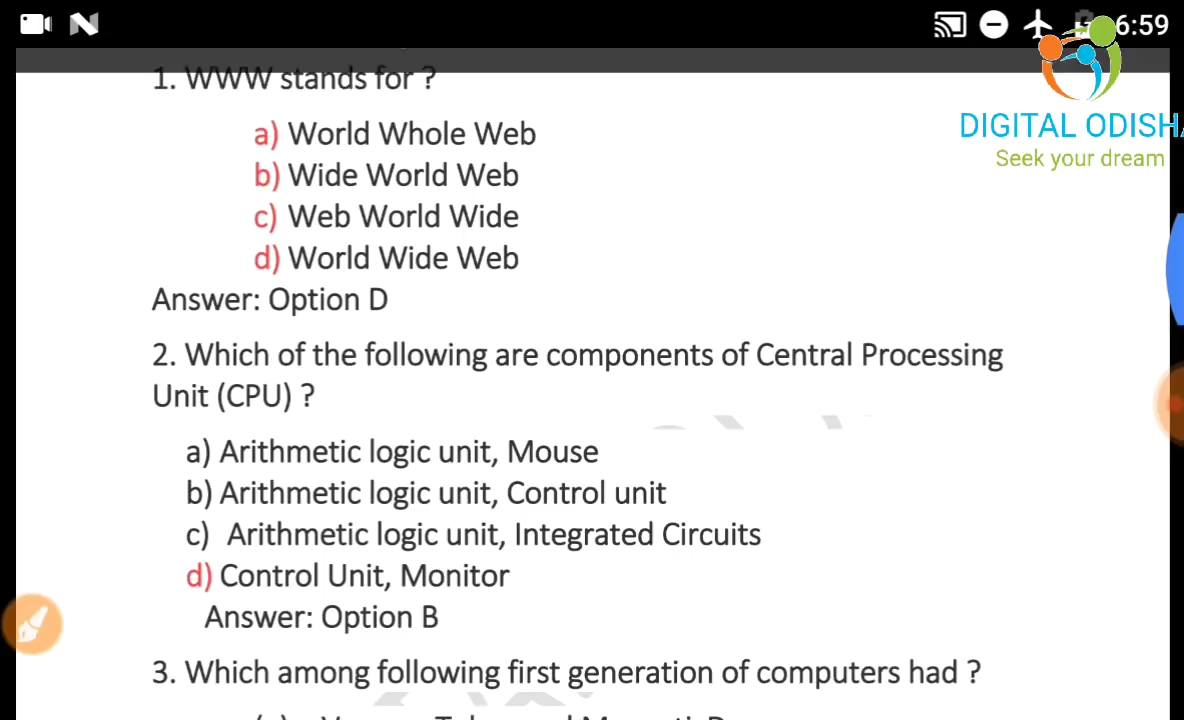 6:59
DIGITAL ODISHA
Seek your dream
1. WWW stands for ?
a) World Whole Web
b) Wide World Web
c) Web World Wide
d) World Wide Web
Answer: Option D
2. Which of the following are components of Central Processing
Unit (CPU) ?
a) Arithmetic logic unit, Mouse
b) Arithmetic logic unit, Control unit
c) Arithmetic logic unit, Integrated Circuits
d) Control Unit, Monitor
Answer: Option B
3. Which among following first generation of computers had ?